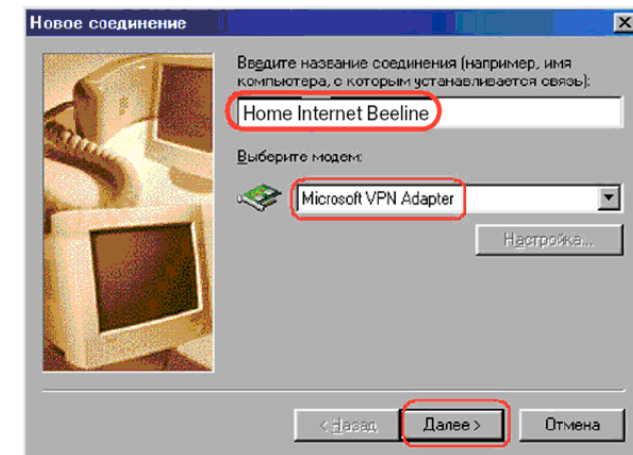 Новое соединение
Введите название соединения (например, имя
компьютера, с которым устанавливается связь):
Home Internet Beeline
Выберите модем:
Microsoft VPN Adapter
Настройка...
< Назад
Далее >
Отмена